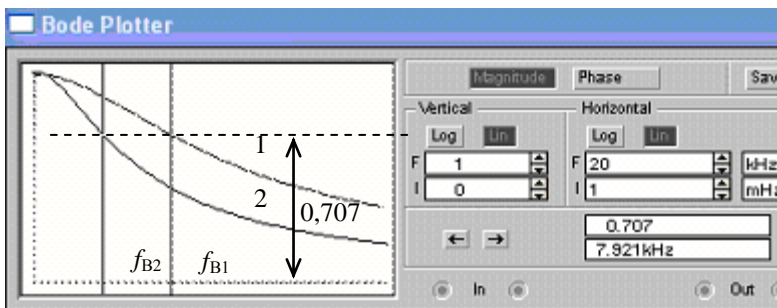 Bode Plotter
Magnitude Phase Sav
Vertical Horizontal
Log Lin Log Lin
F 1 F 20 kHz
I 0 I 1 mHz
1
2
0,707
fB2 fB1
← →
0.707
7.921kHz
In Out